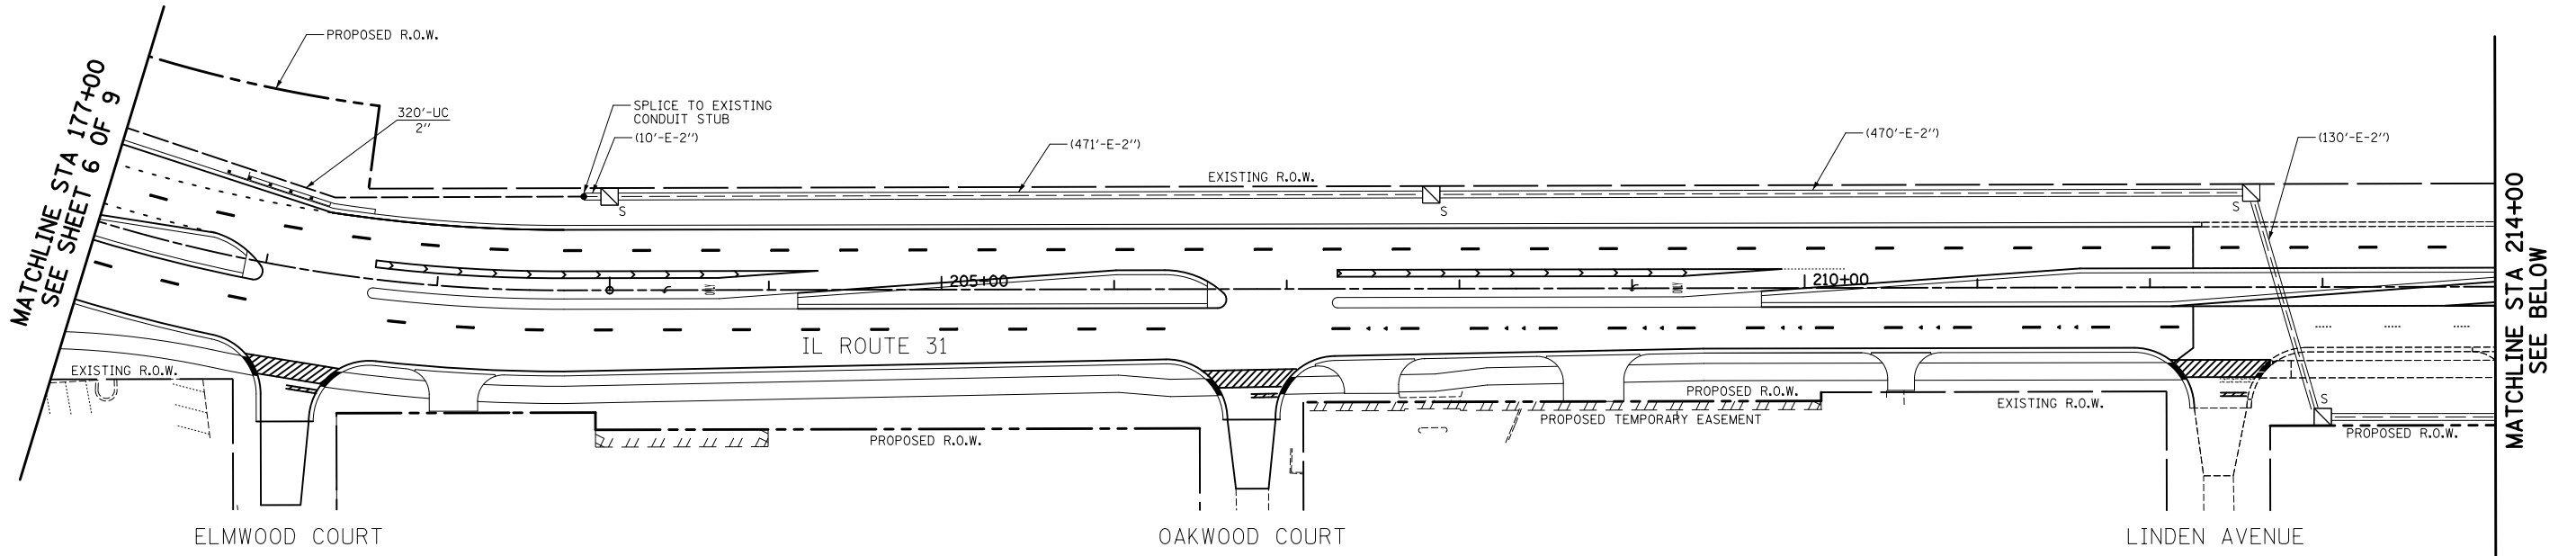 PROPOSED R.O.W.
MATCHLINE STA 177+00
SEE SHEET 6 OF 9
320'-UC
2''
SPLICE TO EXISTING
CONDUIT STUB
(10'-E-2'')
(471'-E-2'')
(470'-E-2'')
(130'-E-2'')
EXISTING R.O.W.
S
S
S
205+00
210+00
IL ROUTE 31
EXISTING R.O.W.
PROPOSED R.O.W.
PROPOSED R.O.W.
PROPOSED TEMPORARY EASEMENT
EXISTING R.O.W.
S
PROPOSED R.O.W.
MATCHLINE STA 214+00
SEE BELOW
ELMWOOD COURT
OAKWOOD COURT
LINDEN AVENUE